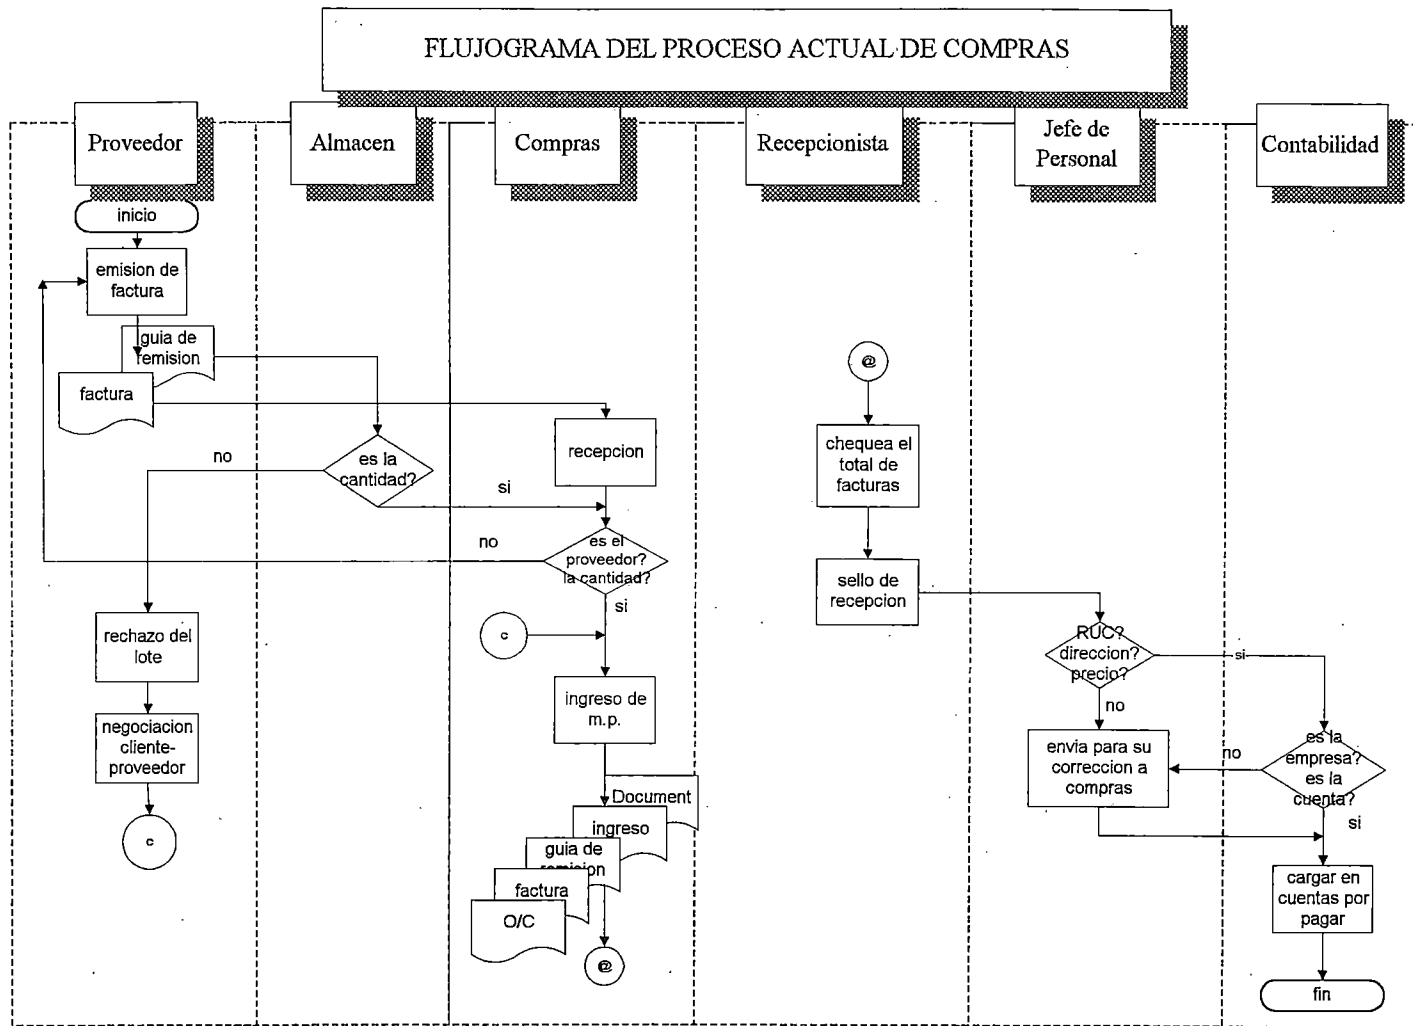 FLUJOGRAMA DEL PROCESO ACTUAL DE COMPRAS
Proveedor
Almacen
Compras
Recepcionista
Jefe de
Personal
Contabilidad
inicio
emision de
factura
guia de
remision
factura
@
recepcion
chequea el
total de
facturas
es la
cantidad?
no
si
es el
proveedor?
la cantidad?
no
si
sello de
recepcion
rechazo del
lote
c
RUC?
direccion?
precio?
si
no
ingreso de
m.p.
negociacion
cliente-
proveedor
envia para su
correccion a
compras
no
es la
empresa?
es la
cuenta?
si
c
Document
ingreso
guia de
remision
factura
O/C
@
cargar en
cuentas por
pagar
fin